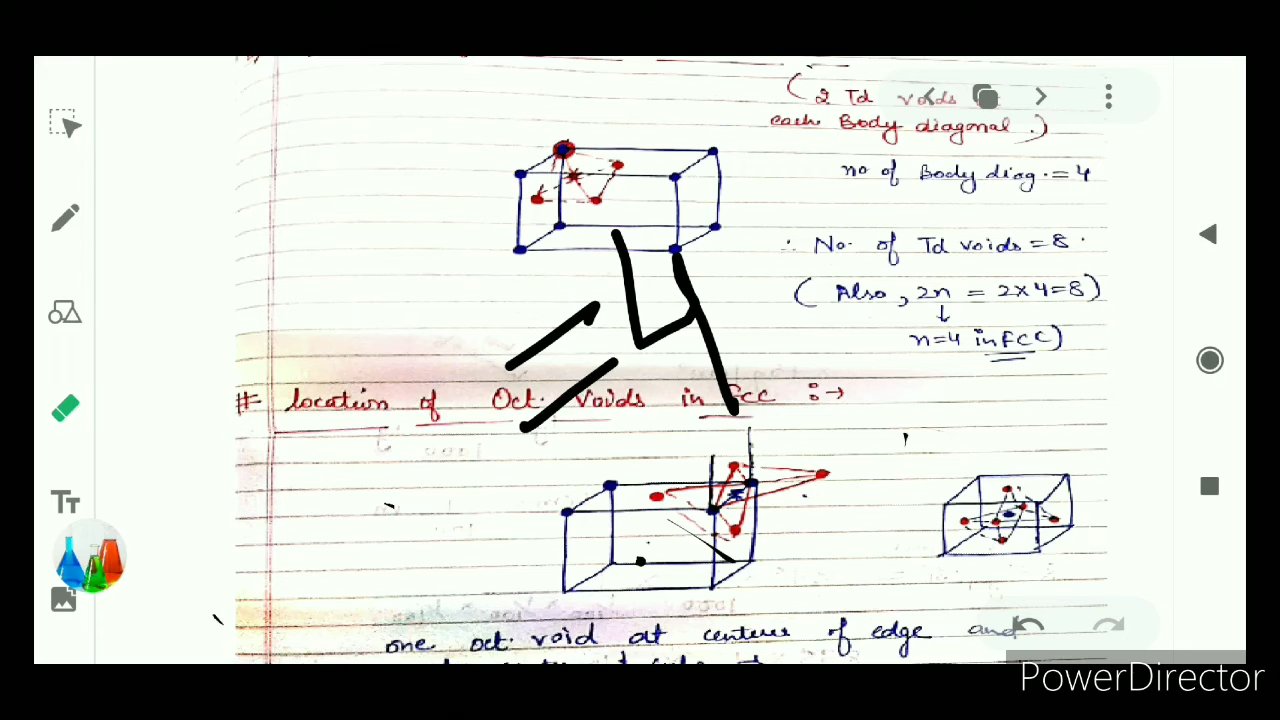 (2 Td voids
each Body diagonal.)
no of Body diag. = 4
∴ No. of Td voids = 8.
(Also, 2n = 2×4=8)
↓
n=4 in FCC)
# location of Oct. Voids in fcc :→
one oct. void at centers of edge and
Tт
PowerDirector